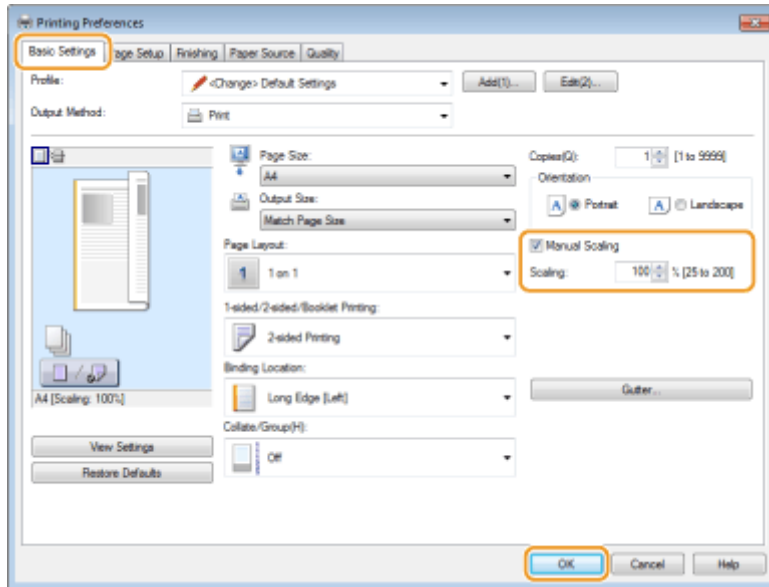 Printing Preferences
Basic Settings Page Setup Finishing Paper Source Quality
Profile: <Change> Default Settings Add(1)... Edit(2)...
Output Method: Print
Page Size:
A4
Output Size:
Match Page Size
Page Layout:
1 1 on 1
1-sided/2-sided/Booklet Printing:
2-sided Printing
Binding Location:
Long Edge [Left]
Collate/Group(H):
Off
Copies(Q): 1 [1 to 9999]
Orientation
A Portrait A Landscape
Manual Scaling
Scaling: 100 % [25 to 200]
Gutter...
A4 [Scaling: 100%]
View Settings
Restore Defaults
OK Cancel Help